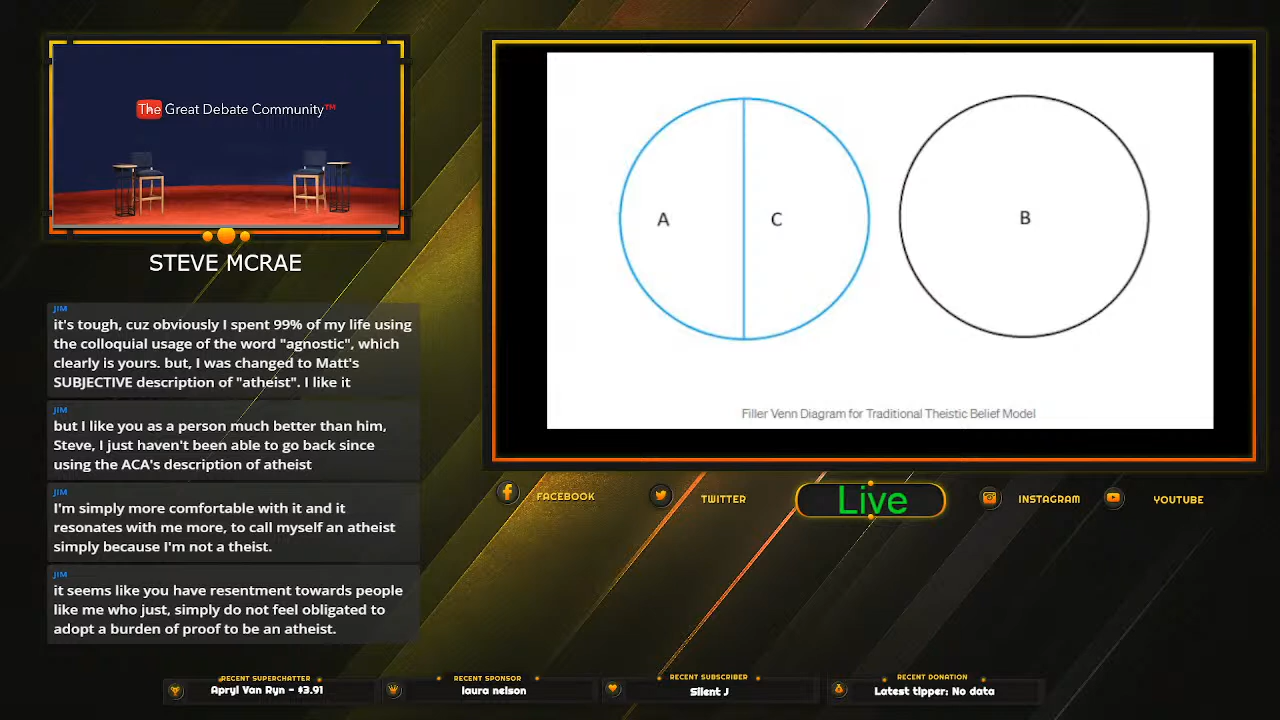 The Great Debate Community™
STEVE MCRAE
JIM
it's tough, cuz obviously I spent 99% of my life using
the colloquial usage of the word "agnostic", which
clearly is yours. but, I was changed to Matt's
SUBJECTIVE description of "atheist". I like it
JIM
but I like you as a person much better than him,
Steve, I just haven't been able to go back since
using the ACA's description of atheist
JIM
I'm simply more comfortable with it and it
resonates with me more, to call myself an atheist
simply because I'm not a theist.
JIM
it seems like you have resentment towards people
like me who just, simply do not feel obligated to
adopt a burden of proof to be an atheist.
A
C
B
Filler Venn Diagram for Traditional Theistic Belief Model
FACEBOOK
TWITTER
Live
INSTAGRAM
YOUTUBE
RECENT SUPERCHATTER
Apryl Van Ryn - $3.91
RECENT SPONSOR
laura nelson
RECENT SUBSCRIBER
Silent J
RECENT DONATION
Latest tipper: No data